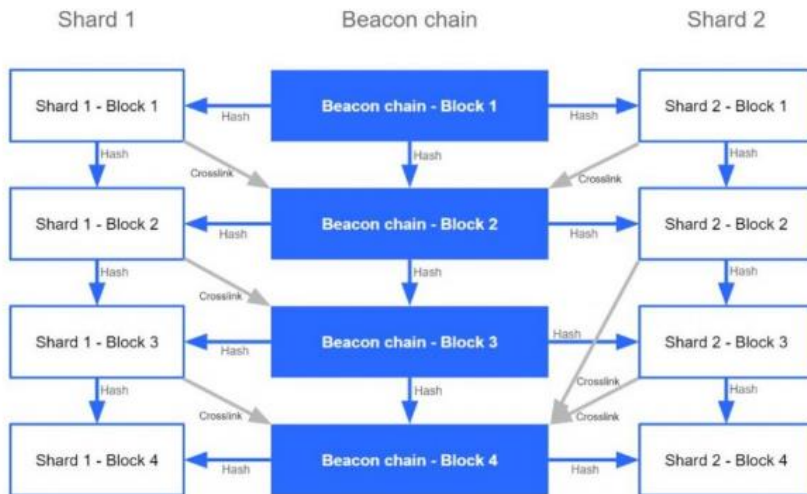 Shard 1
Beacon chain
Shard 2
Shard 1 - Block 1
Hash
Beacon chain - Block 1
Hash
Shard 2 - Block 1
Hash
Crosslink
Hash
Crosslink
Hash
Shard 1 - Block 2
Hash
Beacon chain - Block 2
Hash
Shard 2 - Block 2
Hash
Crosslink
Hash
Hash
Shard 1 - Block 3
Hash
Beacon chain - Block 3
Hash
Shard 2 - Block 3
Hash
Crosslink
Hash
Crosslink
Crosslink
Hash
Shard 1 - Block 4
Hash
Beacon chain - Block 4
Hash
Shard 2 - Block 4